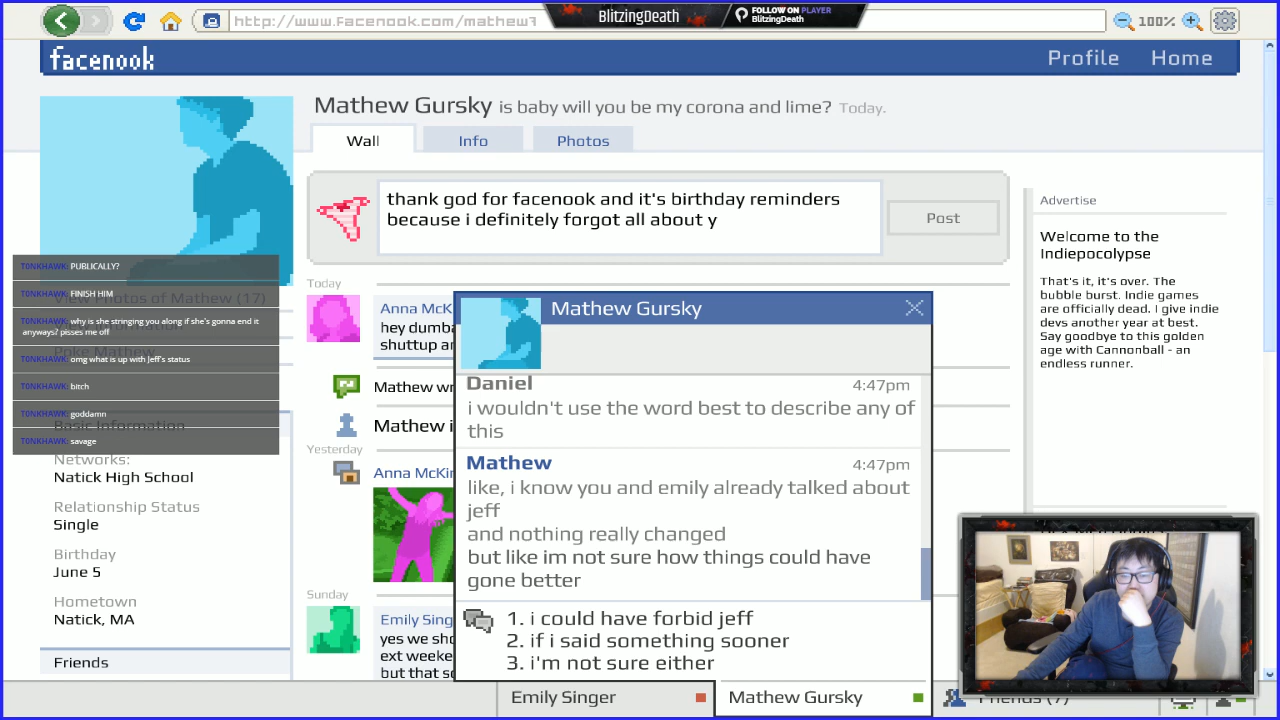 http://www.facenook.com/mathew
BlitzingDeath
FOLLOW ON PLAYER
BlitzingDeath
100%
facenook
Profile
Home
Mathew Gursky is baby will you be my corona and lime? Today.
Wall
Info
Photos
thank god for facenook and it's birthday reminders
because i definitely forgot all about y
Post
Advertise
Welcome to the
Indiepocolypse
That's it, it's over. The
bubble burst. Indie games
are officially dead. I give indie
devs another year at best.
Say goodbye to this golden
age with Cannonball - an
endless runner.
T0NKHAWK: PUBLICALLY?
T0NKHAWK: FINISH HIM
View Photos of Mathew (17)
T0NKHAWK: why is she stringing you along if she's gonna end it
anyways? pisses me off
Poke Mathew
T0NKHAWK: omg what is up with Jeff's status
T0NKHAWK: bitch
T0NKHAWK: goddamn
Basic Information
T0NKHAWK: savage
Networks:
Natick High School
Relationship Status
Single
Birthday
June 5
Hometown
Natick, MA
Friends
Today
Anna McK
hey dumba
shuttup ar
Mathew wr
Mathew i
Yesterday
Anna McKi
Sunday
Emily Sing
yes we sho
ext weeke
but that s
Mathew Gursky
Daniel 4:47pm
i wouldn't use the word best to describe any of
this
Mathew 4:47pm
like, i know you and emily already talked about
jeff
and nothing really changed
but like im not sure how things could have
gone better
1. i could have forbid jeff
2. if i said something sooner
3. i'm not sure either
Emily Singer
Mathew Gursky
Friends (7)